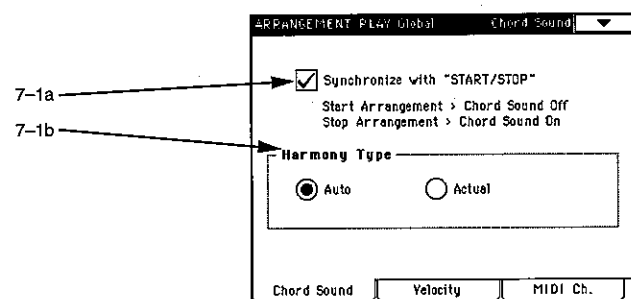 ARRANGEMENT PLAY Global Chord Sound
7–1a
Synchronize with "START/STOP"
Start Arrangement > Chord Sound Off
Stop Arrangement > Chord Sound On
7–1b
Harmony Type
Auto Actual
Chord Sound Velocity MIDI Ch.